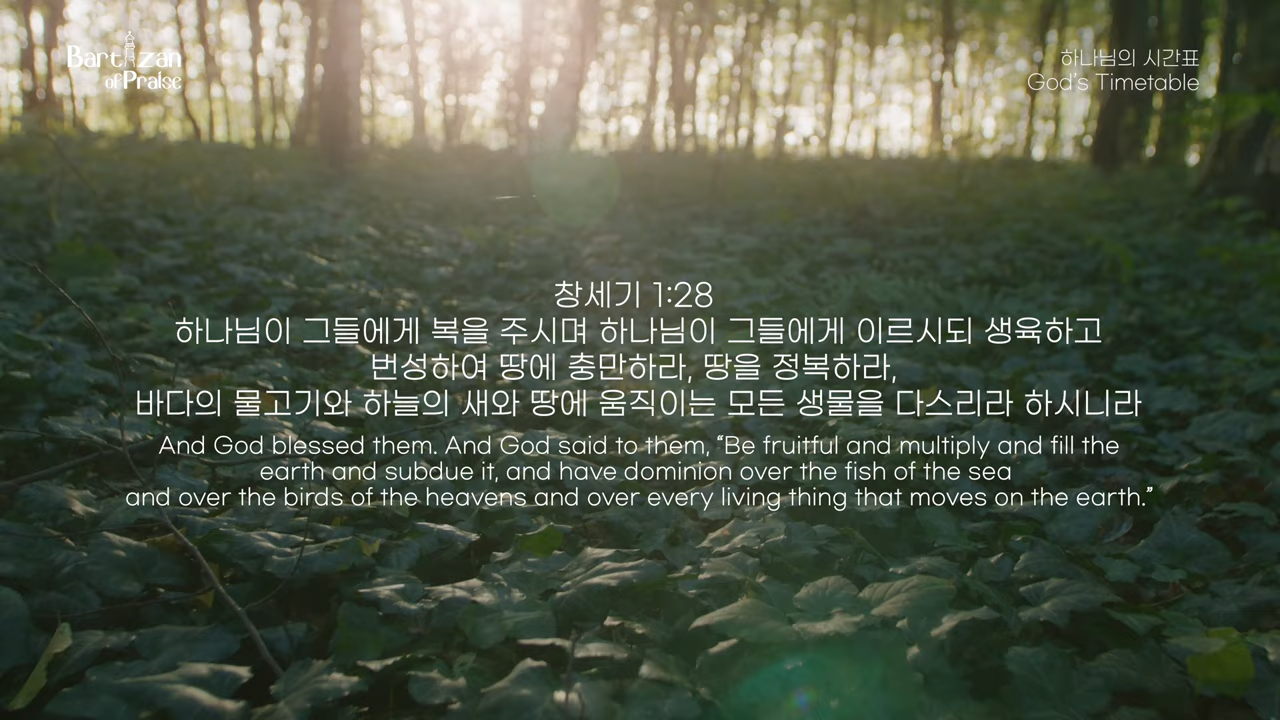 Bartizan
of Praise
하나님의 시간표
God's Timetable
창세기 1:28
하나님이 그들에게 복을 주시며 하나님이 그들에게 이르시되 생육하고
번성하여 땅에 충만하라, 땅을 정복하라,
바다의 물고기와 하늘의 새와 땅에 움직이는 모든 생물을 다스리라 하시니라
And God blessed them. And God said to them, “Be fruitful and multiply and fill the
earth and subdue it, and have dominion over the fish of the sea
and over the birds of the heavens and over every living thing that moves on the earth.”